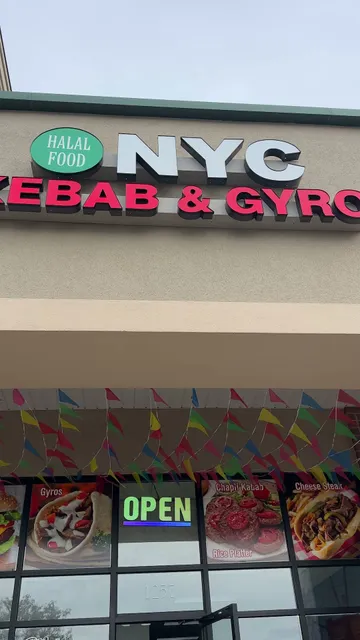 HALAL
FOOD
NYC
KEBAB & GYRO
Gyros
OPEN
Chapli Kabab
Rice Platter
Cheese Steak